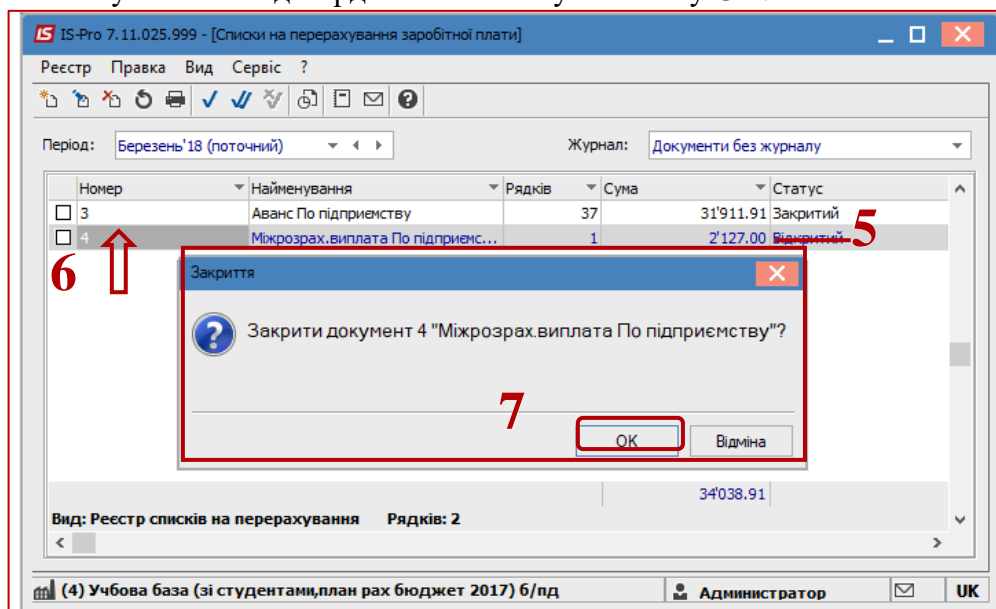 IS-Pro 7.11.025.999 - [Списки на перерахування заробітної плати]
Реєстр Правка Вид Сервіс ?
Період: Березень'18 (поточний) Журнал: Документи без журналу
Номер Найменування Рядків Сума Статус
3 Аванс По підприємству 37 31'911.91 Закритий
4 Міжрозрах.виплата По підприємс... 1 2'127.00 Відкритий 5
6
Закриття
Закрити документ 4 "Міжрозрах.виплата По підприємству"?
7
OK Відміна
34'038.91
Вид: Реєстр списків на перерахування Рядків: 2
(4) Учбова база (зі студентами,план рах бюджет 2017) б/пд Администратор UK